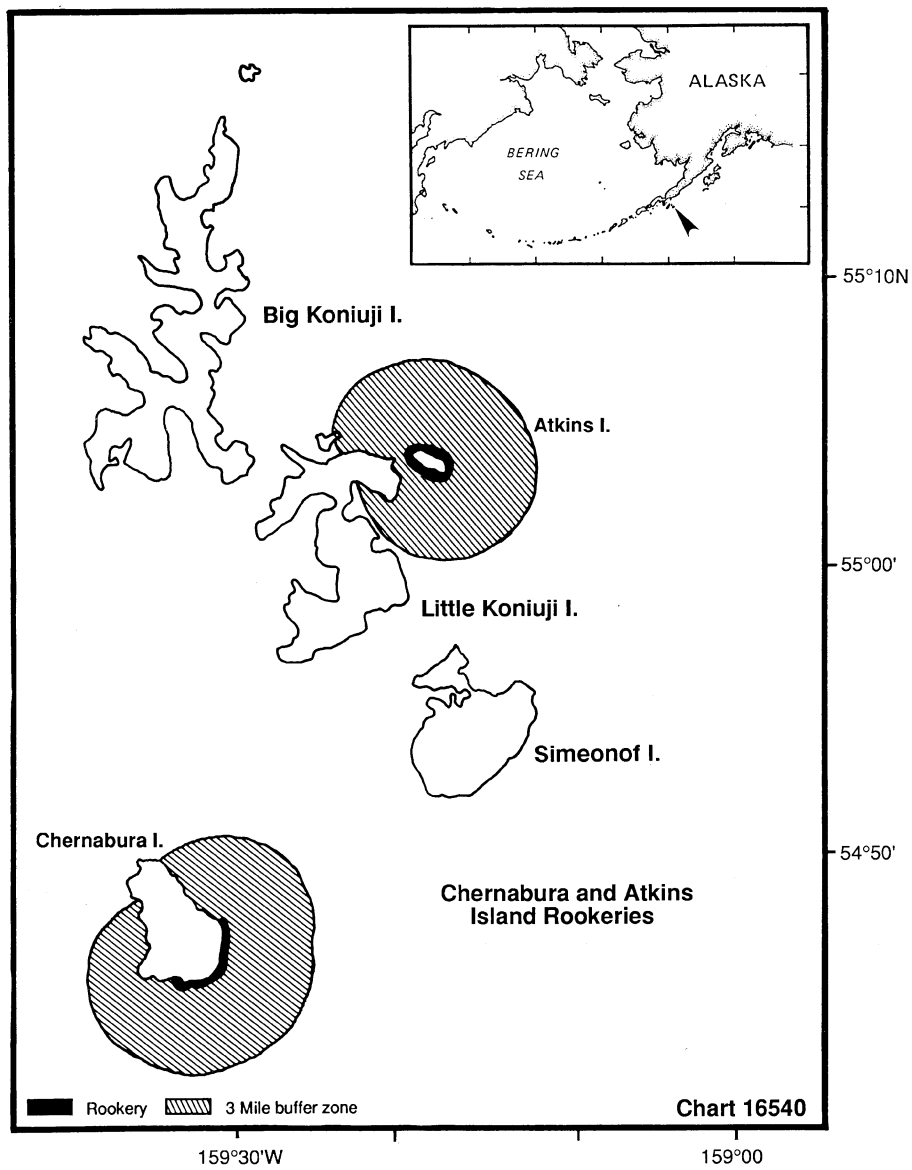 ALASKA
BERING
SEA
55°10N
Big Koniuji I.
Atkins I.
55°00'
Little Koniuji I.
Simeonof I.
Chernabura I.
54°50'
Chernabura and Atkins
Island Rookeries
Rookery
3 Mile buffer zone
Chart 16540
159°30'W
159°00